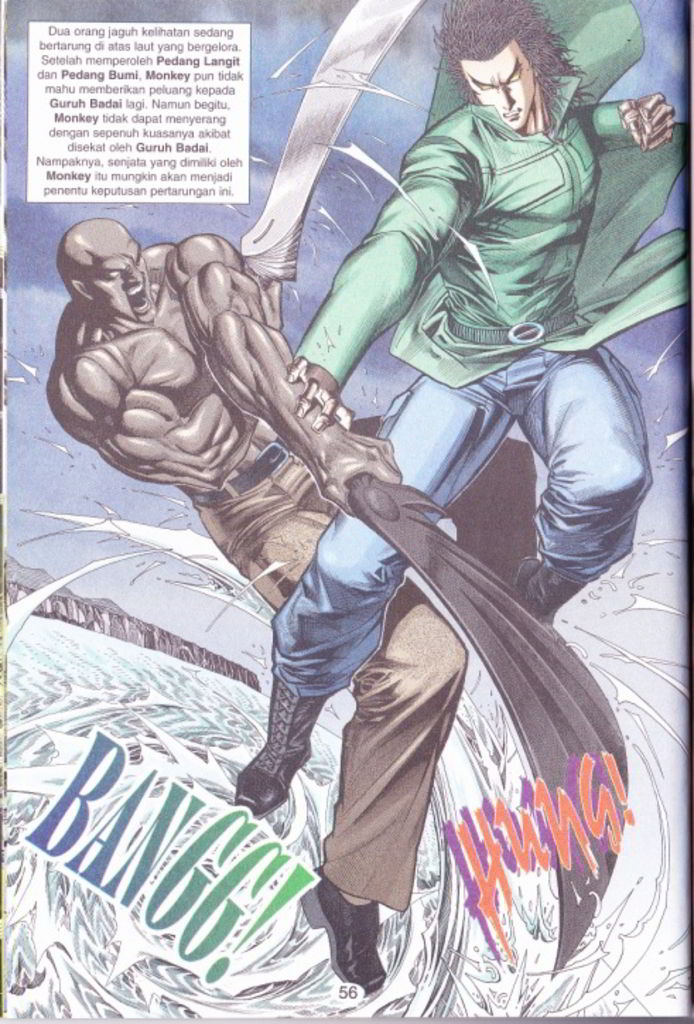 Dua orang jaguh kelihatan sedang
bertarung di atas laut yang bergelora.
Setelah memperoleh Pedang Langit
dan Pedang Bumi, Monkey pun tidak
mahu memberikan peluang kepada
Guruh Badai lagi. Namun begitu,
Monkey tidak dapat menyerang
dengan sepenuh kuasanya akibat
disekat oleh Guruh Badai.
Nampaknya, senjata yang dimiliki oleh
Monkey itu mungkin akan menjadi
penentu keputusan pertarungan ini.
BANGG!
HUNG!
56